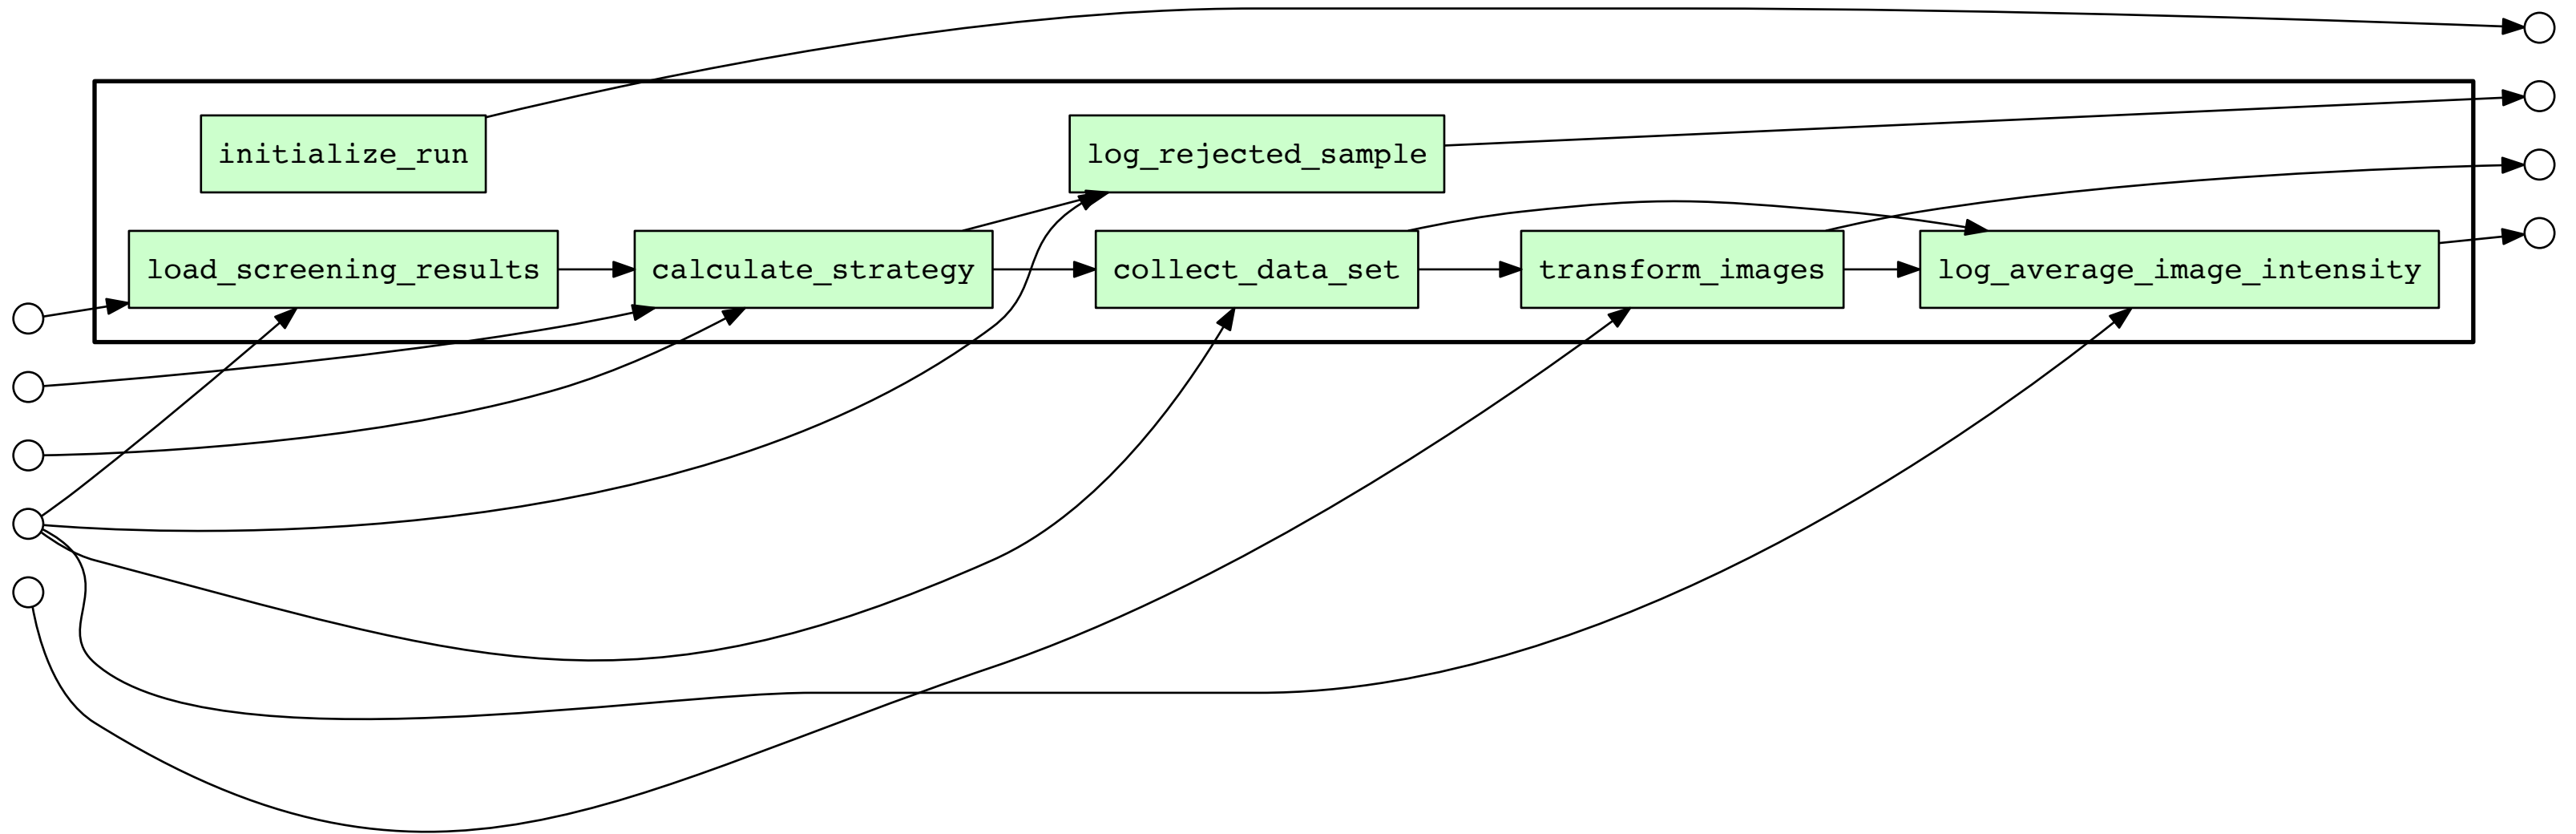 initialize_run
log_rejected_sample
load_screening_results
calculate_strategy
collect_data_set
transform_images
log_average_image_intensity